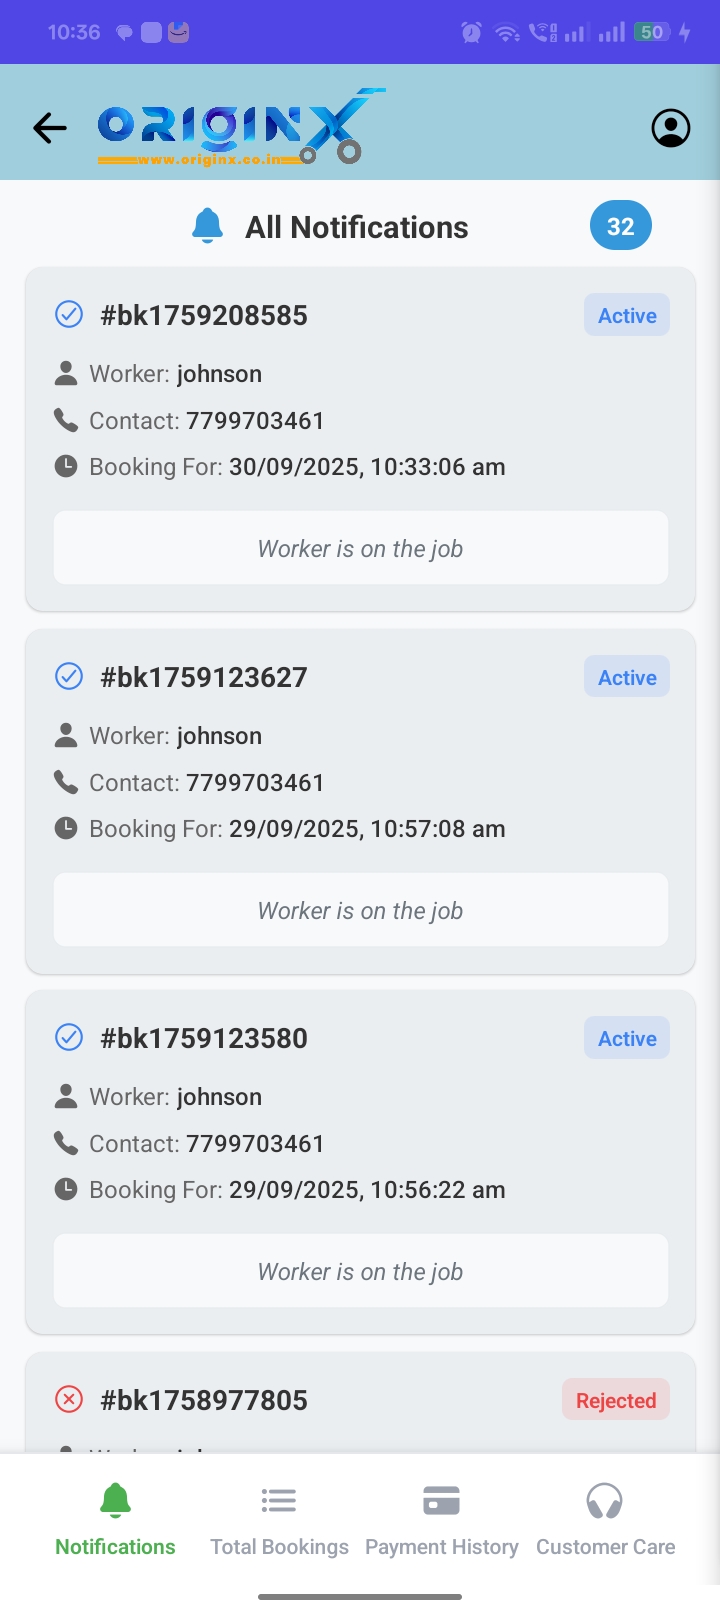 10:36
50
ORIGINX
www.originx.co.in
All Notifications
32
#bk1759208585
Active
Worker: johnson
Contact: 7799703461
Booking For: 30/09/2025, 10:33:06 am
Worker is on the job
#bk1759123627
Active
Worker: johnson
Contact: 7799703461
Booking For: 29/09/2025, 10:57:08 am
Worker is on the job
#bk1759123580
Active
Worker: johnson
Contact: 7799703461
Booking For: 29/09/2025, 10:56:22 am
Worker is on the job
#bk1758977805
Rejected
Notifications
Total Bookings
Payment History
Customer Care